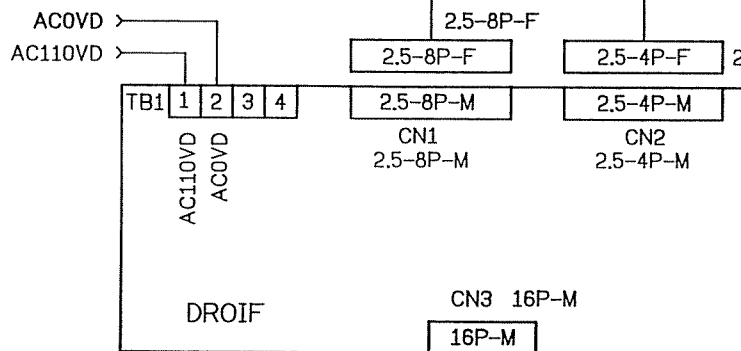 AC0VD
2.5-8P-F
AC110VD
2.5-8P-F
2.5-4P-F
2
TB1 1 2 3 4
2.5-8P-M
2.5-4P-M
CN1
2.5-8P-M
CN2
2.5-4P-M
AC110VD
AC0VD
CN3 16P-M
DROIF
16P-M